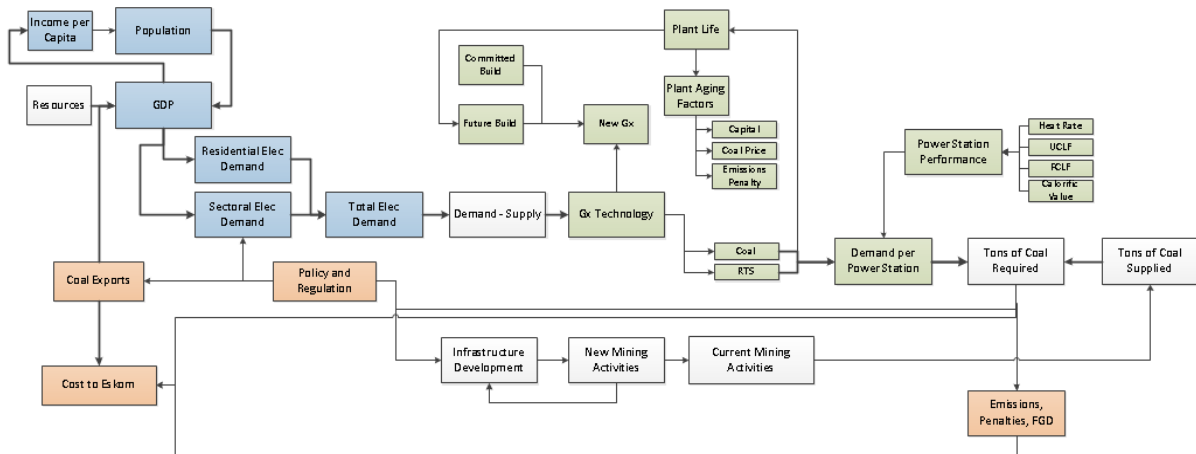 Income per
Capita
Population
Plant Life
Committed
Build
Plant Aging
Factors
Resources
GDP
Future Build
New Gx
Capital
Coal Price
Emissions
Penalty
Heat Rate
UCLF
PCLF
Calorific
Value
Power Station
Performance
Residential Elec
Demand
Sectoral Elec
Demand
Total Elec
Demand
Demand - Supply
Gx Technology
Coal
RTS
Demand per
Power Station
Tons of Coal
Required
Tons of Coal
Supplied
Coal Exports
Policy and
Regulation
Infrastructure
Development
New Mining
Activities
Current Mining
Activities
Cost to Eskom
Emissions,
Penalties, FGD